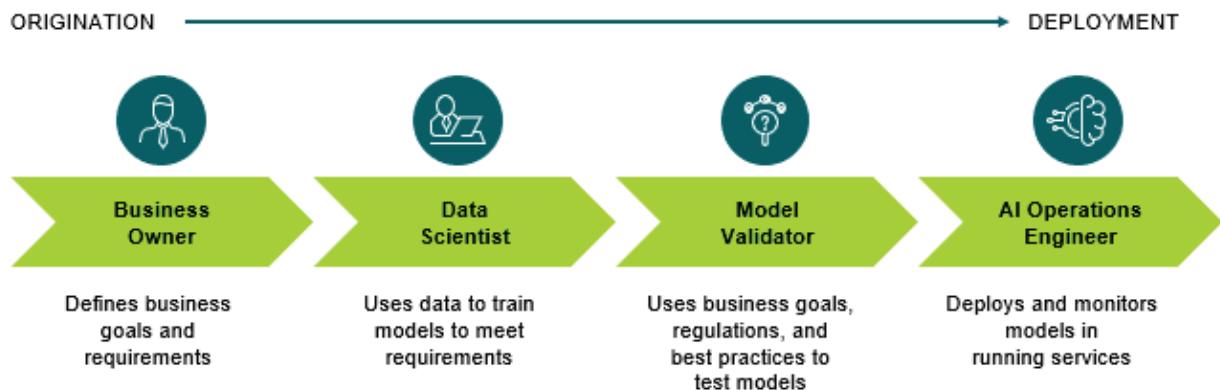 ORIGINATION
DEPLOYMENT
?
Business
Owner
Data
Scientist
Model
Validator
AI Operations
Engineer
Defines business
goals and
requirements
Uses data to train
models to meet
requirements
Uses business goals,
regulations, and
best practices to
test models
Deploys and monitors
models in
running services